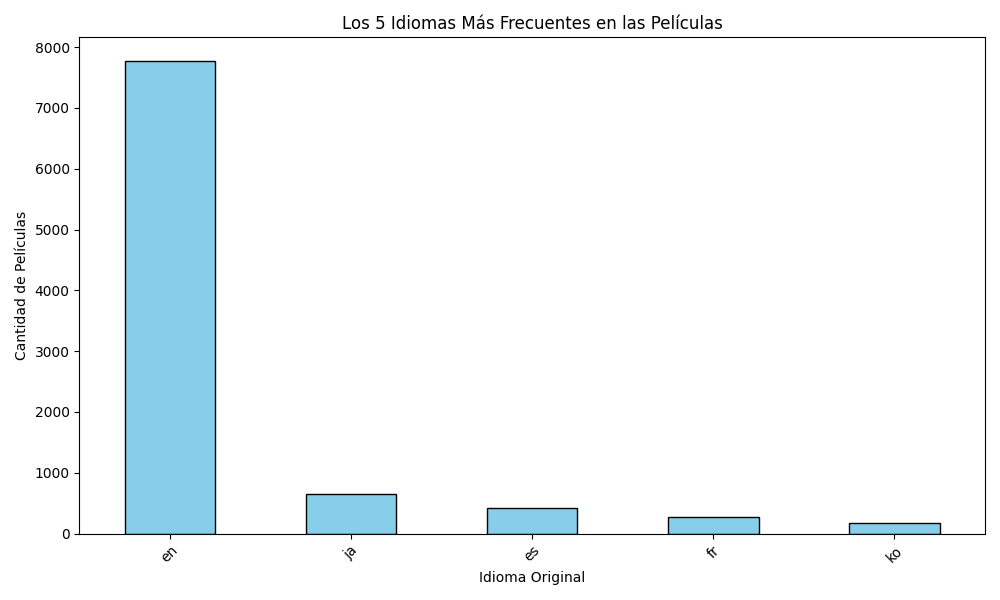 Los 5 Idiomas Más Frecuentes en las Películas
Cantidad de Películas
8000
7000
6000
5000
4000
3000
2000
1000
0
en
ja
es
fr
ko
Idioma Original